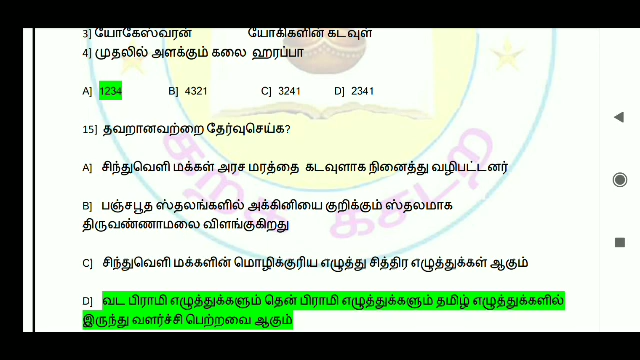 3] யோகேஸ்வரன் யோகிகளின் கடவுள்
4] முதலில் அளக்கும் கலை ஹரப்பா
A] 1234 B] 4321 C] 3241 D] 2341
15] தவறானவற்றை தேர்வுசெய்க?
A] சிந்துவெளி மக்கள் அரச மரத்தை கடவுளாக நினைத்து வழிபட்டனர்
B] பஞ்சபூத ஸ்தலங்களில் அக்கினியை குறிக்கும் ஸ்தலமாக
திருவண்ணாமலை விளங்குகிறது
C] சிந்துவெளி மக்களின் மொழிக்குரிய எழுத்து சித்திர எழுத்துக்கள் ஆகும்
D] வட பிராமி எழுத்துக்களும் தென் பிராமி எழுத்துக்களும் தமிழ் எழுத்துக்களில்
இருந்து வளர்ச்சி பெற்றவை ஆகும்
கற்க கசடற